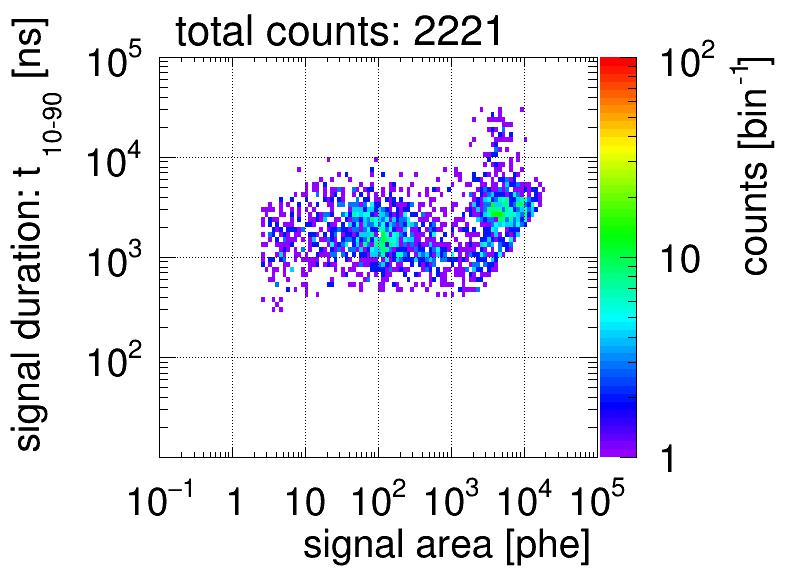 total counts: 2221
signal duration: t 10-90 [ns]
10^5
10^4
10^3
10^2
10^−1 1 10 10^2 10^3 10^4 10^5
signal area [phe]
10^2
10
1
counts [bin^-1]